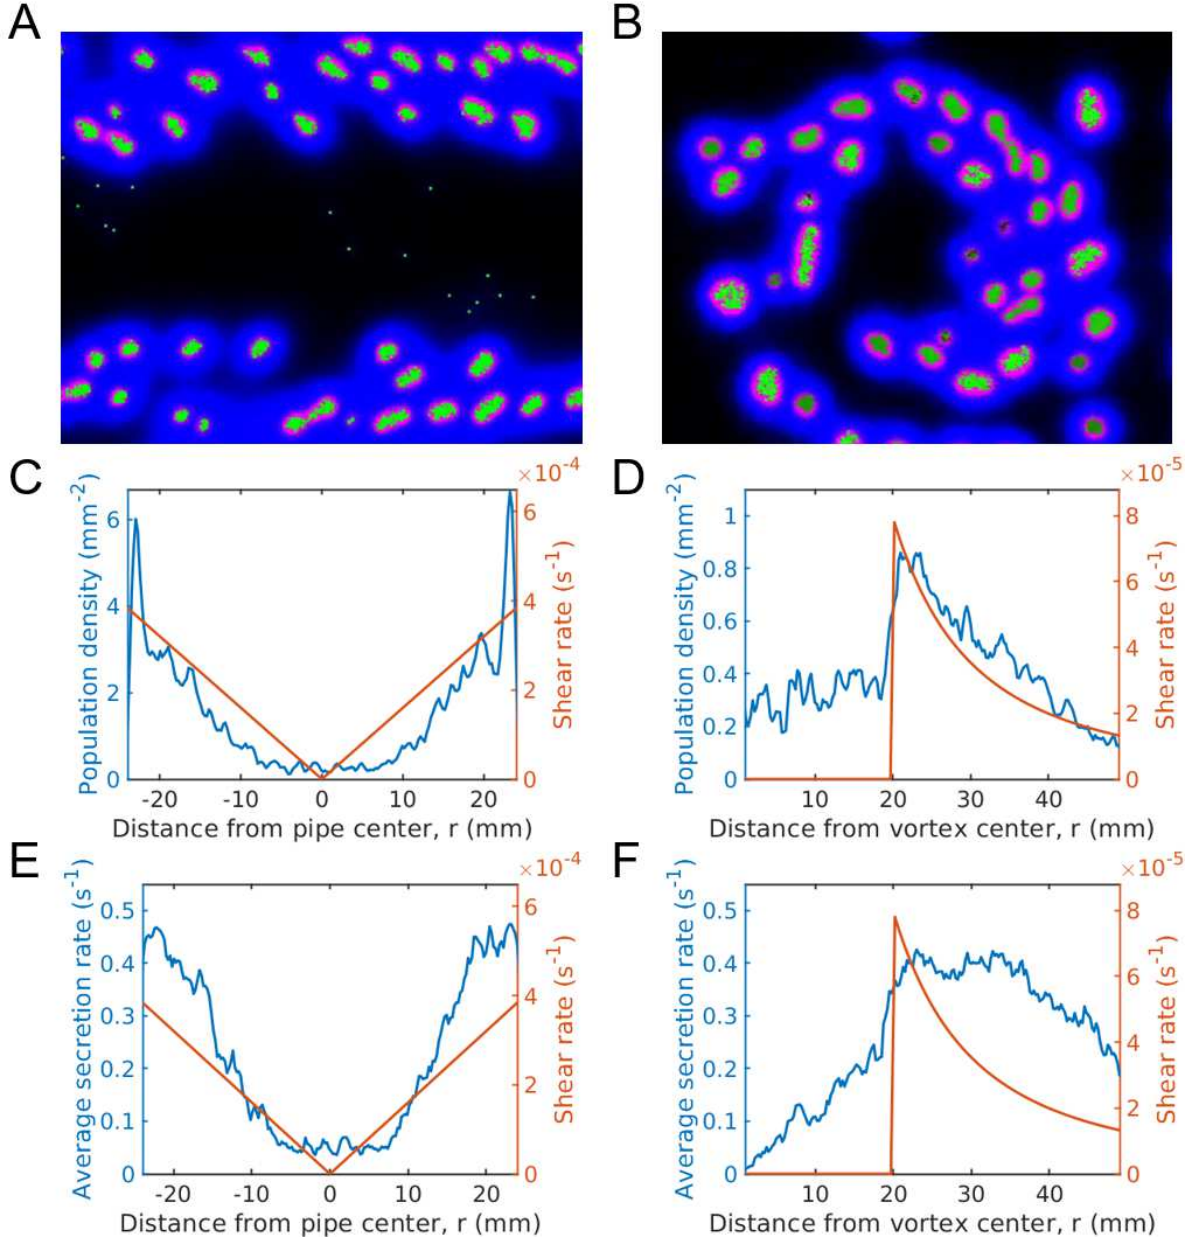 A
B
C
×10-4
D
×10-5
Population density (mm-2)
6
4
2
0
6
4
2
0
Shear rate (s-1)
-20 -10 0 10 20
Distance from pipe center, r (mm)
Population density (mm-2)
1
0.8
0.6
0.4
0.2
0
8
6
4
2
0
Shear rate (s-1)
10 20 30 40
Distance from vortex center, r (mm)
E
×10-4
F
×10-5
Average secretion rate (s-1)
0.5
0.4
0.3
0.2
0.1
0
6
4
2
0
Shear rate (s-1)
-20 -10 0 10 20
Distance from pipe center, r (mm)
Average secretion rate (s-1)
0.5
0.4
0.3
0.2
0.1
0
8
6
4
2
0
Shear rate (s-1)
10 20 30 40
Distance from vortex center, r (mm)